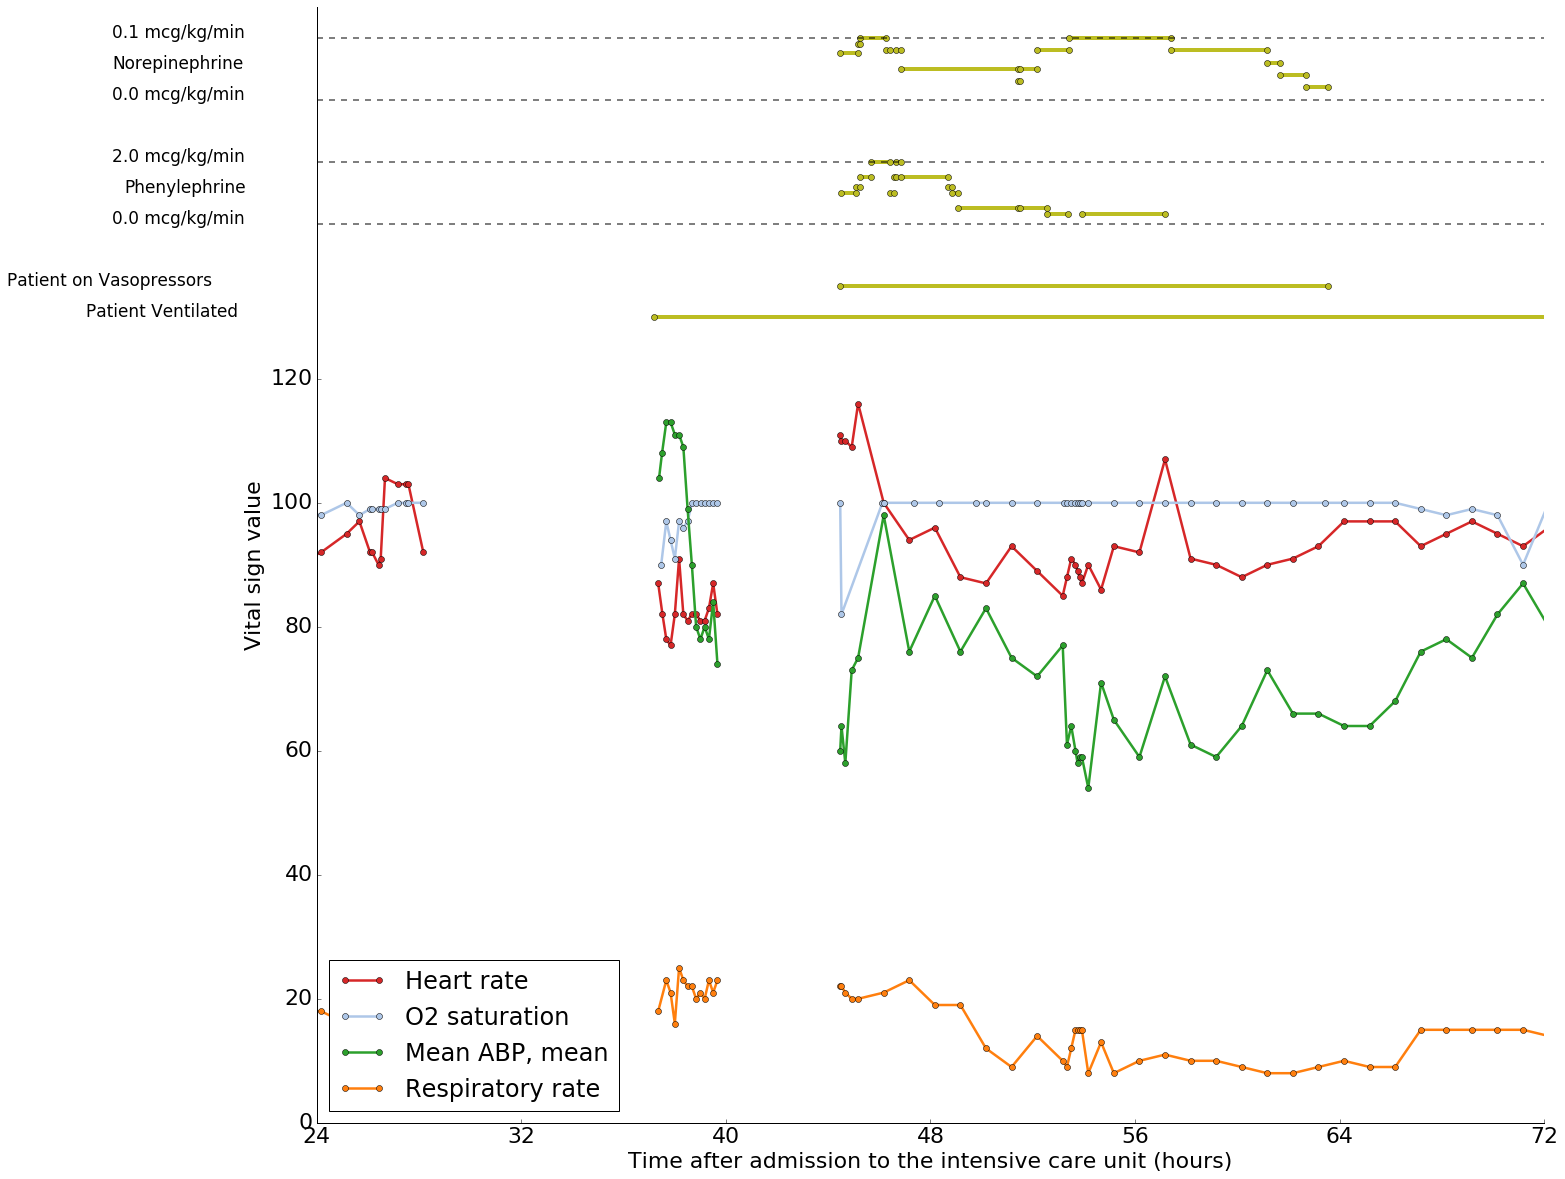 0.1 mcg/kg/min
Norepinephrine
0.0 mcg/kg/min
2.0 mcg/kg/min
Phenylephrine
0.0 mcg/kg/min
Patient on Vasopressors
Patient Ventilated
120
100
80
60
40
20
0
Vital sign value
Heart rate
O2 saturation
Mean ABP, mean
Respiratory rate
24 32 40 48 56 64 72
Time after admission to the intensive care unit (hours)